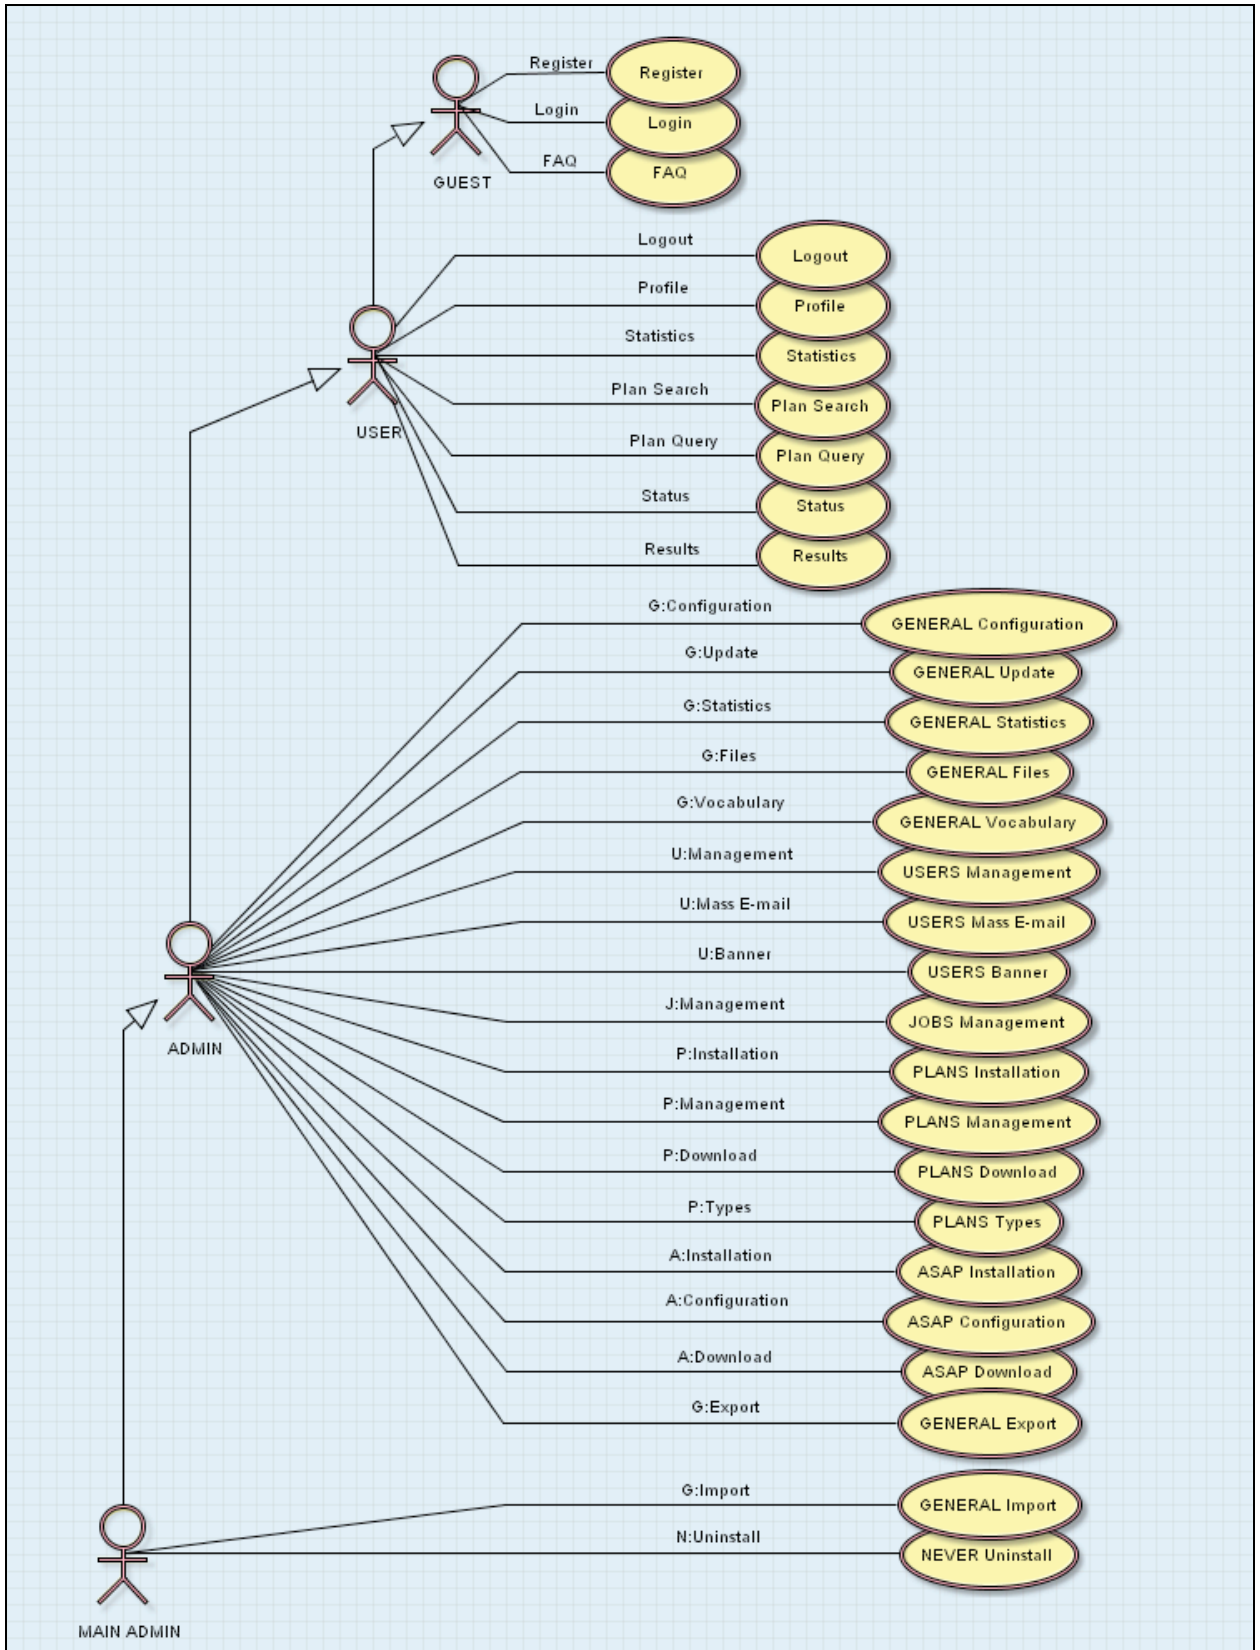 Register
Register
Login
Login
FAQ
FAQ
GUEST
Logout
Logout
Profile
Profile
Statistics
Statistics
Plan Search
Plan Search
USER
Plan Query
Plan Query
Status
Status
Results
Results
G:Configuration
GENERAL Configuration
G:Update
GENERAL Update
G:Statistics
GENERAL Statistics
G:Files
GENERAL Files
G:Vocabulary
GENERAL Vocabulary
U:Management
USERS Management
U:Mass E-mail
USERS Mass E-mail
U:Banner
USERS Banner
J:Management
JOBS Management
ADMIN
P:Installation
PLANS Installation
P:Management
PLANS Management
P:Download
PLANS Download
P:Types
PLANS Types
A:Installation
ASAP Installation
A:Configuration
ASAP Configuration
A:Download
ASAP Download
G:Export
GENERAL Export
G:Import
GENERAL Import
N:Uninstall
NEVER Uninstall
MAIN ADMIN